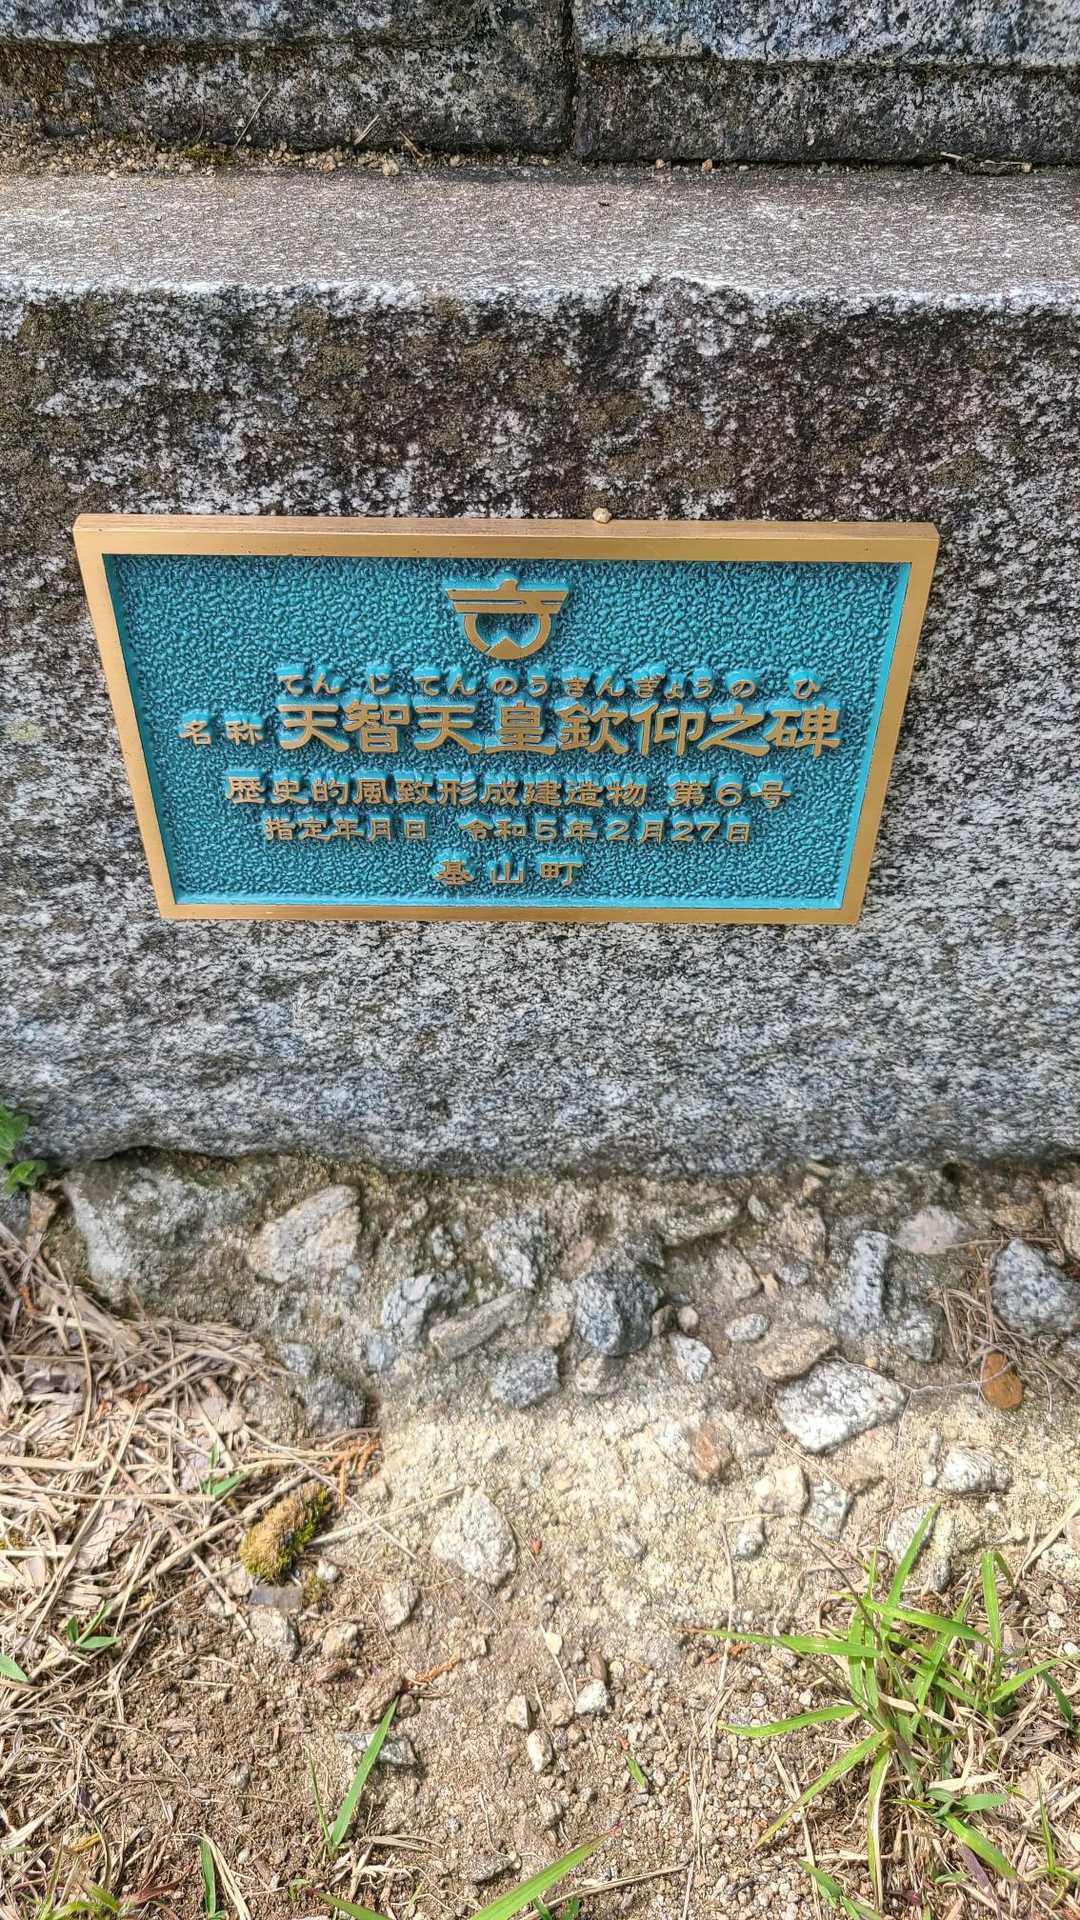 てんじてんのうきんぎょうのひ
名称 天智天皇欽仰之碑
歴史的風致形成建造物 第6号
指定年月日 令和5年2月27日
基山町